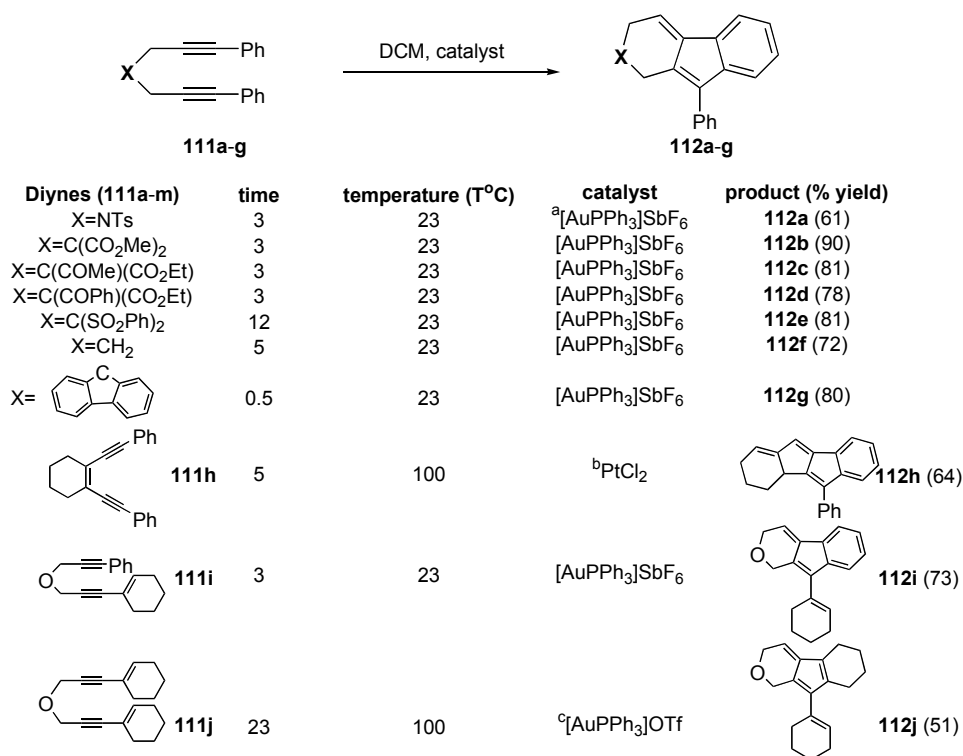 Ph
X
Ph
111a-g
DCM, catalyst
X
Ph
112a-g
Diynes (111a-m) time temperature (T°C) catalyst product (% yield)
X=NTs 3 23 ᵃ[AuPPh₃]SbF₆ 112a (61)
X=C(CO₂Me)₂ 3 23 [AuPPh₃]SbF₆ 112b (90)
X=C(COMe)(CO₂Et) 3 23 [AuPPh₃]SbF₆ 112c (81)
X=C(COPh)(CO₂Et) 3 23 [AuPPh₃]SbF₆ 112d (78)
X=C(SO₂Ph)₂ 12 23 [AuPPh₃]SbF₆ 112e (81)
X=CH₂ 5 23 [AuPPh₃]SbF₆ 112f (72)
C
X= 0.5 23 [AuPPh₃]SbF₆ 112g (80)
Ph
111h 5 100 ᵇPtCl₂ 112h (64)
Ph
Ph
Ph
O
111i 3 23 [AuPPh₃]SbF₆ O 112i (73)
O
111j 23 100 ᶜ[AuPPh₃]OTf O 112j (51)